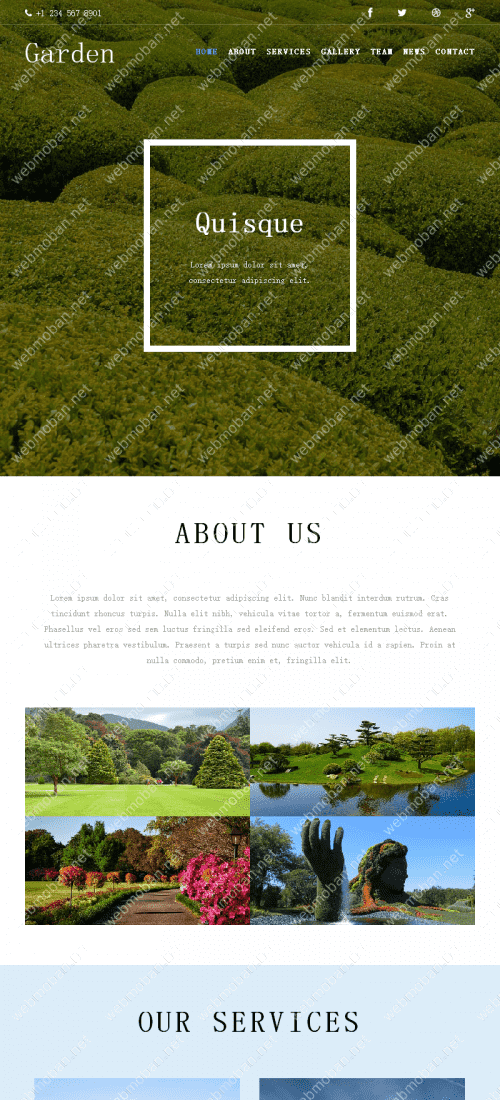 +1 234 567 8901
Garden
HOME ABOUT SERVICES GALLERY TEAM NEWS CONTACT
Quisque
Lorem ipsum dolor sit amet,
consectetur adipiscing elit.
ABOUT US
Lorem ipsum dolor sit amet, consectetur adipiscing elit. Nunc blandit interdum rutrum. Cras
tincidunt rhoncus turpis. Nulla elit nibh, vehicula vitae tortor a, fermentum euismod erat.
Phasellus vel eros sed sem luctus fringilla sed eleifend eros. Sed et elementum lectus. Aenean
ultrices pharetra vestibulum. Praesent a turpis sed nunc auctor vehicula id a sapien. Proin at
nulla commodo, pretium enim et, fringilla elit.
OUR SERVICES
webmoban.net